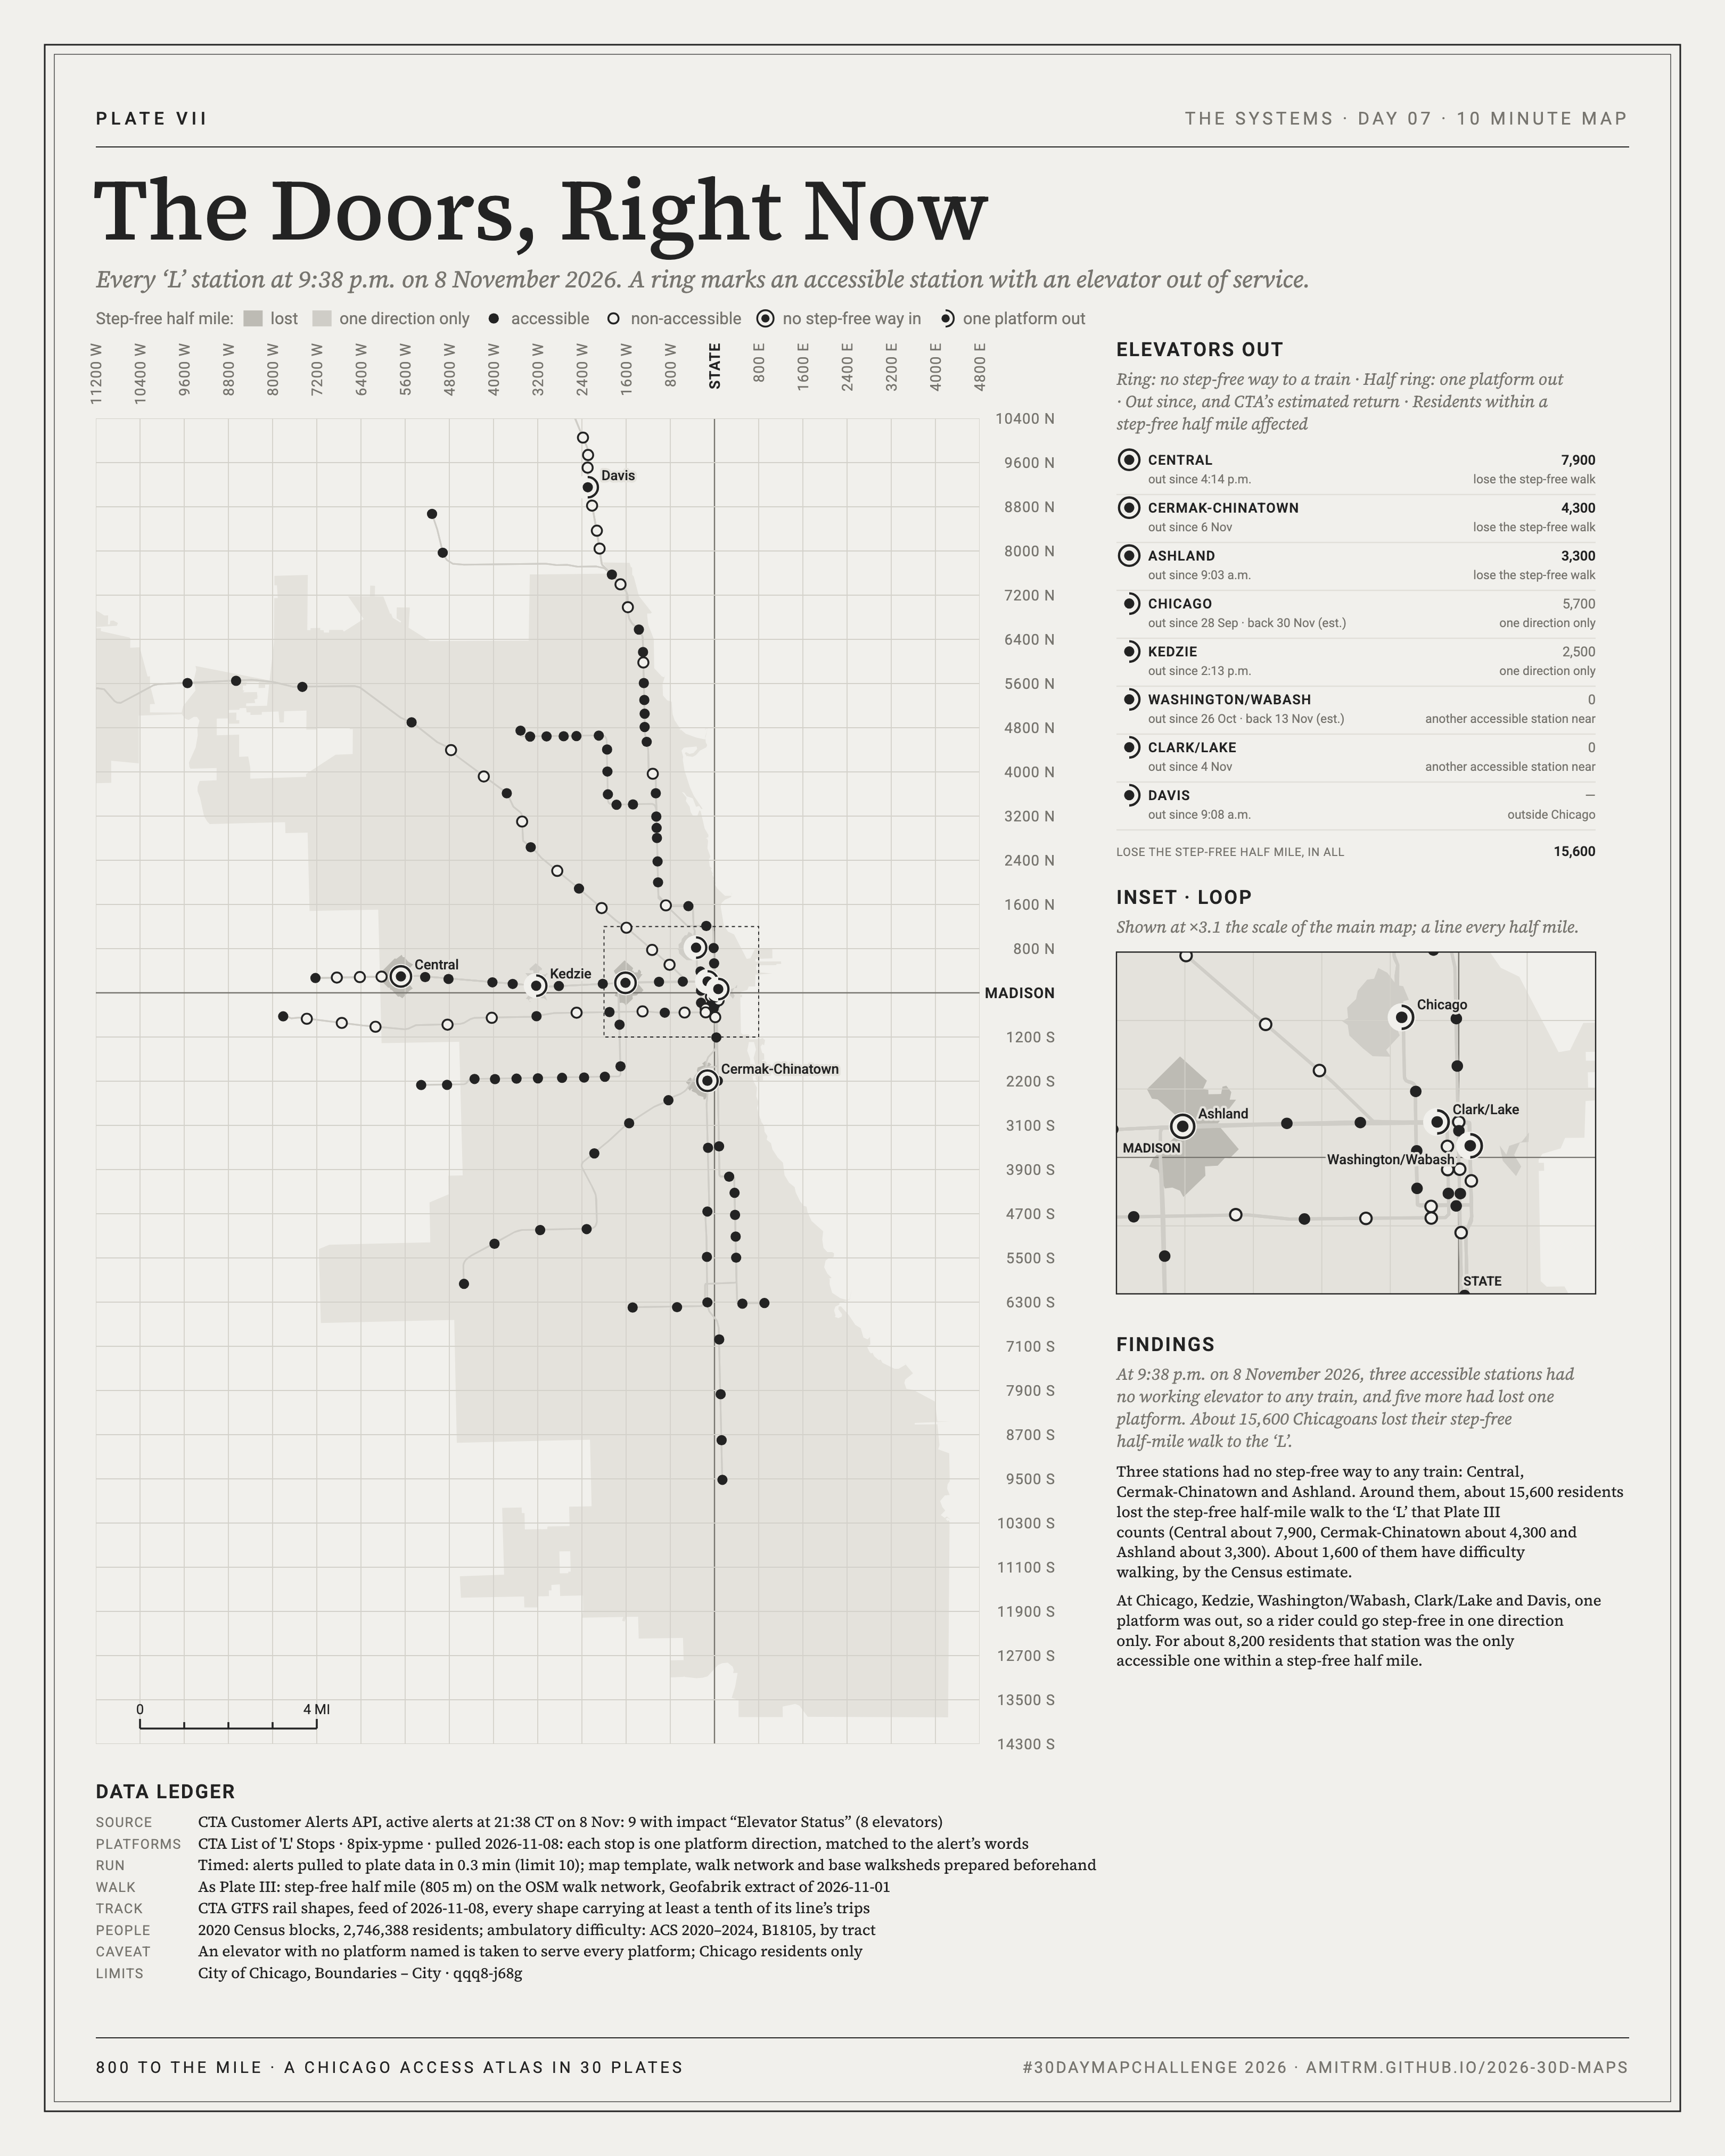 PLATE VII
THE SYSTEMS · DAY 07 · 10 MINUTE MAP
The Doors, Right Now
Every ‘L’ station at 9:38 p.m. on 8 November 2026. A ring marks an accessible station with an elevator out of service.
Step-free half mile: lost one direction only accessible non-accessible no step-free way in one platform out
11200 W
10400 W
9600 W
8800 W
8000 W
7200 W
6400 W
5600 W
4800 W
4000 W
3200 W
2400 W
1600 W
800 W
STATE
800 E
1600 E
2400 E
3200 E
4000 E
4800 E
10400 N
9600 N
8800 N
8000 N
7200 N
6400 N
5600 N
4800 N
4000 N
3200 N
2400 N
1600 N
800 N
MADISON
1200 S
2200 S
3100 S
3900 S
4700 S
5500 S
6300 S
7100 S
7900 S
8700 S
9500 S
10300 S
11100 S
11900 S
12700 S
13500 S
14300 S
Davis
Central
Kedzie
Cermak-Chinatown
0 4 MI
ELEVATORS OUT
Ring: no step-free way to a train · Half ring: one platform out
· Out since, and CTA’s estimated return · Residents within a
step-free half mile affected
CENTRAL 7,900
out since 4:14 p.m. lose the step-free walk
CERMAK-CHINATOWN 4,300
out since 6 Nov lose the step-free walk
ASHLAND 3,300
out since 9:03 a.m. lose the step-free walk
CHICAGO 5,700
out since 28 Sep · back 30 Nov (est.) one direction only
KEDZIE 2,500
out since 2:13 p.m. one direction only
WASHINGTON/WABASH 0
out since 26 Oct · back 13 Nov (est.) another accessible station near
CLARK/LAKE 0
out since 4 Nov another accessible station near
DAVIS —
out since 9:08 a.m. outside Chicago
LOSE THE STEP-FREE HALF MILE, IN ALL 15,600
INSET · LOOP
Shown at ×3.1 the scale of the main map; a line every half mile.
Chicago
Ashland
Clark/Lake
MADISON
Washington/Wabash
STATE
FINDINGS
At 9:38 p.m. on 8 November 2026, three accessible stations had
no working elevator to any train, and five more had lost one
platform. About 15,600 Chicagoans lost their step-free
half-mile walk to the ‘L’.
Three stations had no step-free way to any train: Central,
Cermak-Chinatown and Ashland. Around them, about 15,600 residents
lost the step-free half-mile walk to the ‘L’ that Plate III
counts (Central about 7,900, Cermak-Chinatown about 4,300 and
Ashland about 3,300). About 1,600 of them have difficulty
walking, by the Census estimate.
At Chicago, Kedzie, Washington/Wabash, Clark/Lake and Davis, one
platform was out, so a rider could go step-free in one direction
only. For about 8,200 residents that station was the only
accessible one within a step-free half mile.
DATA LEDGER
SOURCE CTA Customer Alerts API, active alerts at 21:38 CT on 8 Nov: 9 with impact “Elevator Status” (8 elevators)
PLATFORMS CTA List of 'L' Stops · 8pix-ypme · pulled 2026-11-08: each stop is one platform direction, matched to the alert’s words
RUN Timed: alerts pulled to plate data in 0.3 min (limit 10); map template, walk network and base walksheds prepared beforehand
WALK As Plate III: step-free half mile (805 m) on the OSM walk network, Geofabrik extract of 2026-11-01
TRACK CTA GTFS rail shapes, feed of 2026-11-08, every shape carrying at least a tenth of its line’s trips
PEOPLE 2020 Census blocks, 2,746,388 residents; ambulatory difficulty: ACS 2020–2024, B18105, by tract
CAVEAT An elevator with no platform named is taken to serve every platform; Chicago residents only
LIMITS City of Chicago, Boundaries – City · qqq8-j68g
800 TO THE MILE · A CHICAGO ACCESS ATLAS IN 30 PLATES
#30DAYMAPCHALLENGE 2026 · AMITRM.GITHUB.IO/2026-30D-MAPS